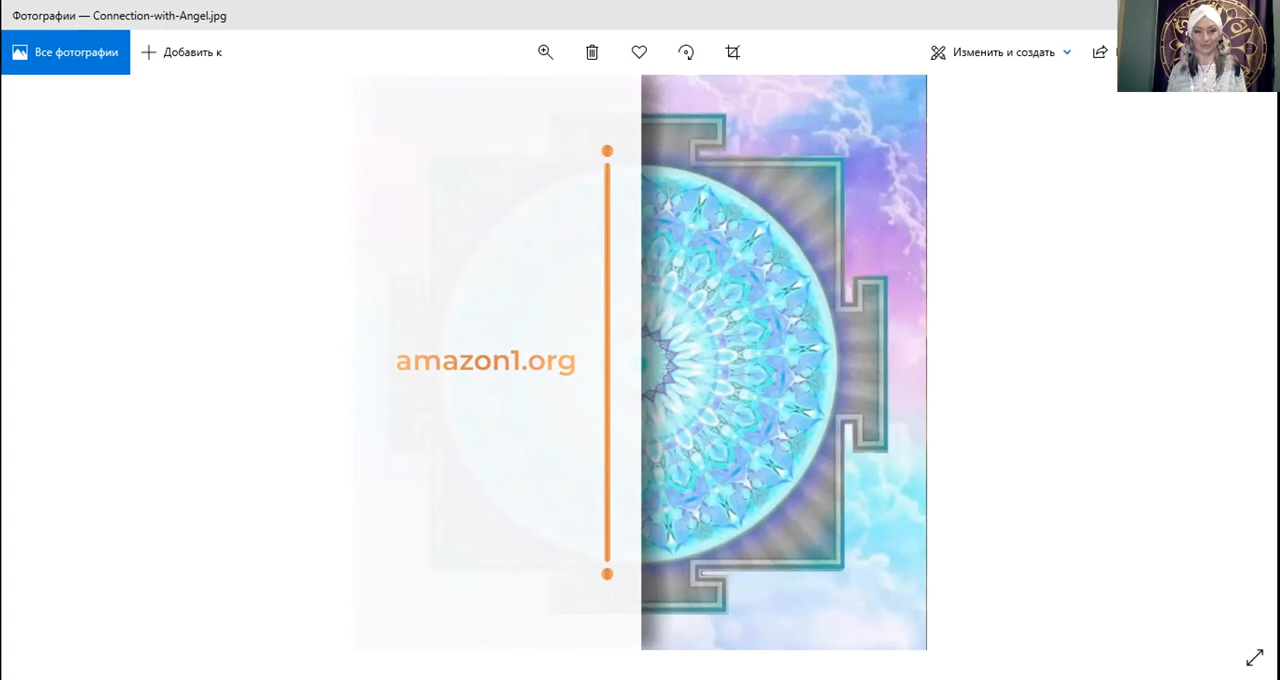 Фотографии — Connection-with-Angel.jpg
Все фотографии
Добавить к
Изменить и создать
amazon1.org